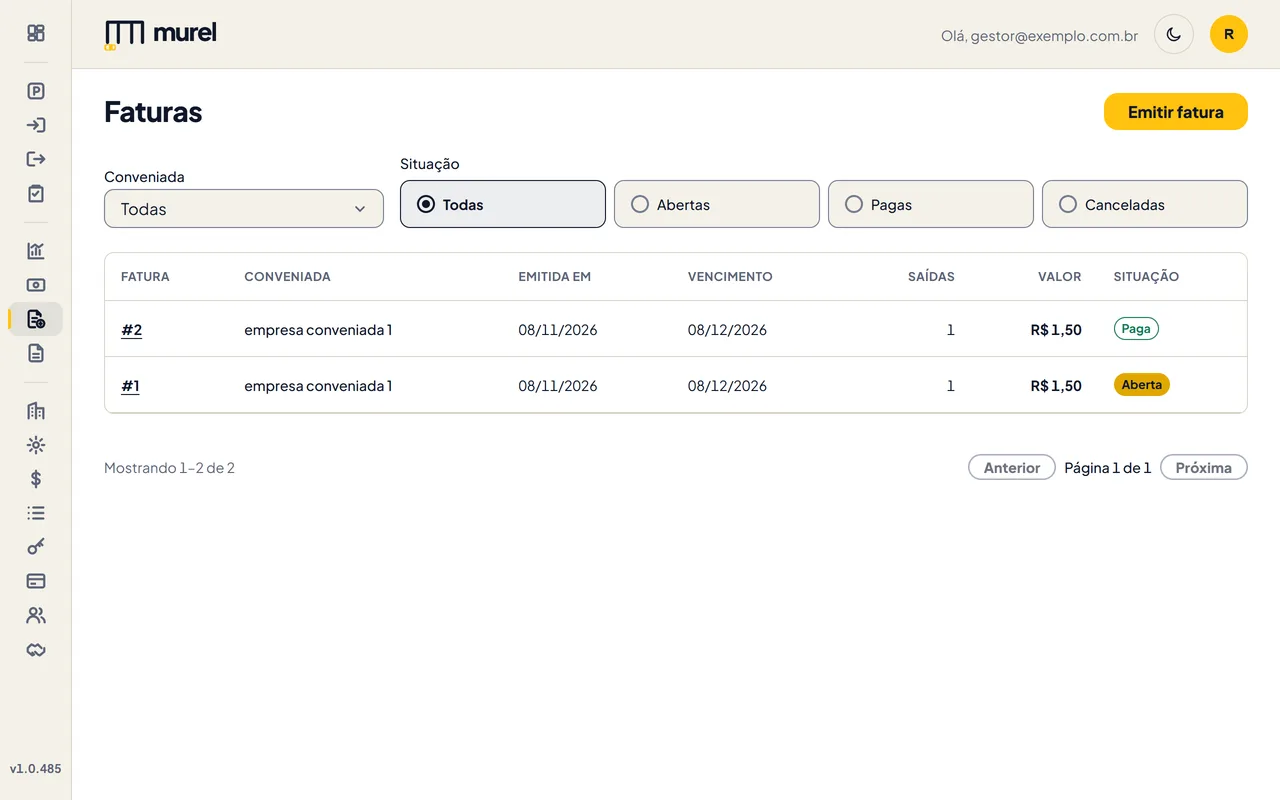 murel
Olá, gestor@exemplo.com.br
R
Faturas
Emitir fatura
Conveniada
Todas
Situação
Todas
Abertas
Pagas
Canceladas
FATURA CONVENIADA EMITIDA EM VENCIMENTO SAÍDAS VALOR SITUAÇÃO
#2 empresa conveniada 1 08/11/2026 08/12/2026 1 R$ 1,50 Paga
#1 empresa conveniada 1 08/11/2026 08/12/2026 1 R$ 1,50 Aberta
Mostrando 1–2 de 2
Anterior Página 1 de 1 Próxima
v1.0.485